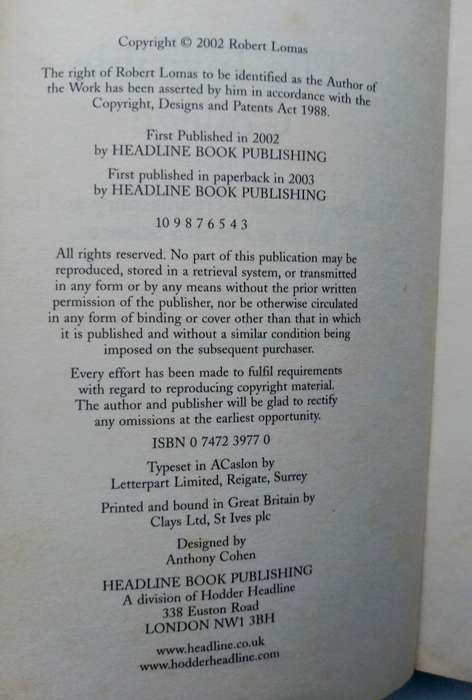 Copyright © 2002 Robert Lomas
The right of Robert Lomas to be identified as the Author of
the Work has been asserted by him in accordance with the
Copyright, Designs and Patents Act 1988.
First Published in 2002
by HEADLINE BOOK PUBLISHING
First published in paperback in 2003
by HEADLINE BOOK PUBLISHING
10 9 8 7 6 5 4 3
All rights reserved. No part of this publication may be
reproduced, stored in a retrieval system, or transmitted
in any form or by any means without the prior written
permission of the publisher, nor be otherwise circulated
in any form of binding or cover other than that in which
it is published and without a similar condition being
imposed on the subsequent purchaser.
Every effort has been made to fulfil requirements
with regard to reproducing copyright material.
The author and publisher will be glad to rectify
any omissions at the earliest opportunity.
ISBN 0 7472 3977 0
Typeset in ACaslon by
Letterpart Limited, Reigate, Surrey
Printed and bound in Great Britain by
Clays Ltd, St Ives plc
Designed by
Anthony Cohen
HEADLINE BOOK PUBLISHING
A division of Hodder Headline
338 Euston Road
LONDON NW1 3BH
www.headline.co.uk
www.hodderheadline.com